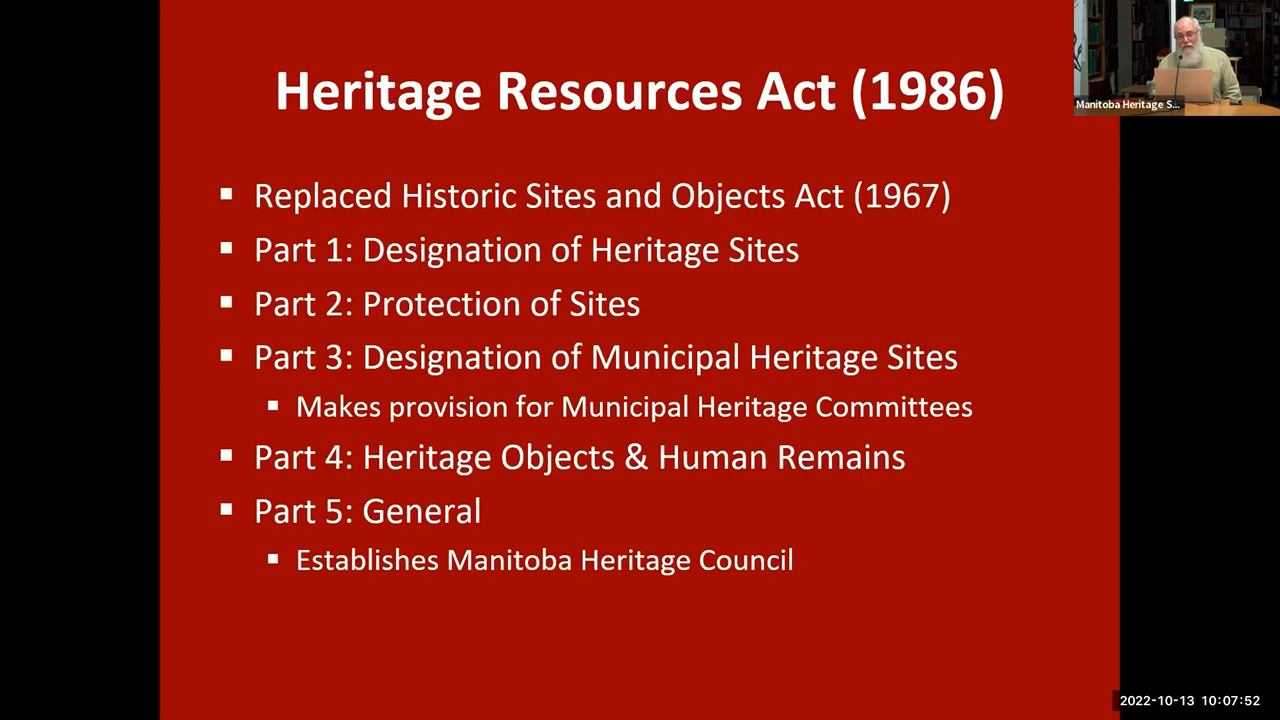 Heritage Resources Act (1986)
Manitoba Heritage S...
▪ Replaced Historic Sites and Objects Act (1967)
▪ Part 1: Designation of Heritage Sites
▪ Part 2: Protection of Sites
▪ Part 3: Designation of Municipal Heritage Sites
▪ Makes provision for Municipal Heritage Committees
▪ Part 4: Heritage Objects & Human Remains
▪ Part 5: General
▪ Establishes Manitoba Heritage Council
2022-10-13 10:07:52